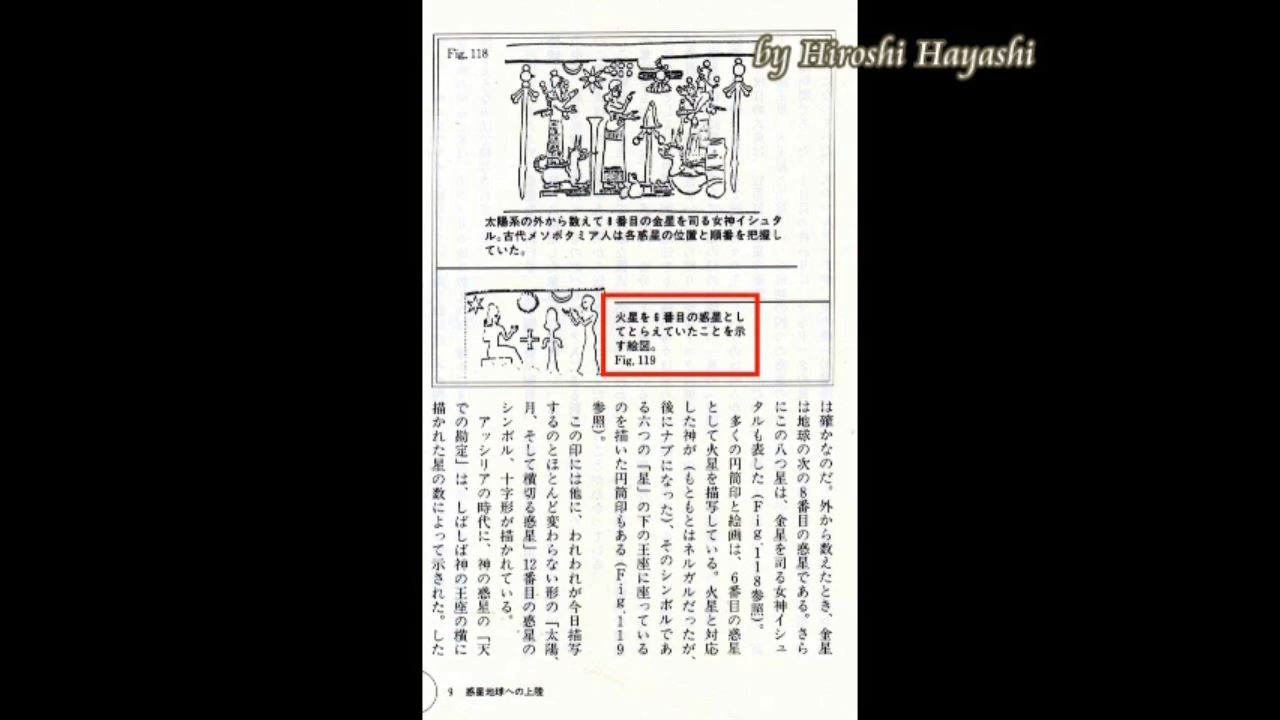 by Hiroshi Hayashi
Fig. 118
太陽系の外から数えて8番目の金星を司る女神イシュタ
ル。古代メソポタミア人は各惑星の位置と順番を把握し
ていた。
火星を6番目の惑星とし
てとらえていたことを示
す絵図。
Fig. 119
は確かなのだ。外から数えたとき、金星
は地球の次の8番目の惑星である。さら
にこの八つ星は、金星を司る女神イシュ
タルも表した（Fig.118参照）。
多くの円筒印と絵画は、6番目の惑星
として火星を描写している。火星と対応
した神が（もともとはネルガルだったが、
後にナブになった）、そのシンボルであ
る六つの「星」の下の王座に座っている
のを描いた円筒印もある（Fig.119
参照）。
この印には他に、われわれが今日描写
するのとほとんど変わらない形の「太陽、
月、そして横切る惑星」12番目の惑星の
シンボル、十字形が描かれている。
アッシリアの時代に、神の惑星の「天
での勘定」は、しばしば神の王座の横に
描かれた星の数によって示された。した
9 惑星地球への上陸